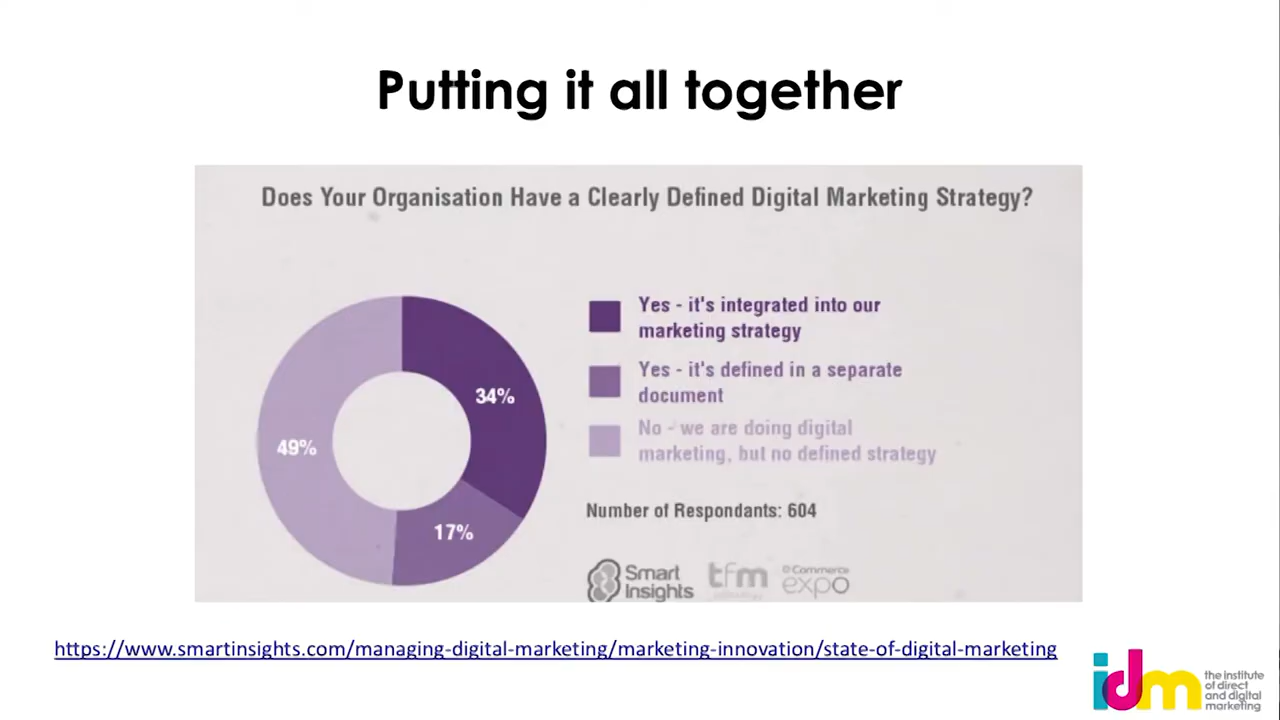 Putting it all together
Does Your Organisation Have a Clearly Defined Digital Marketing Strategy?
Yes - it's integrated into our
marketing strategy
34%
Yes - it's defined in a separate
document
No - we are doing digital
49%
marketing, but no defined strategy
Number of Respondants: 604
17%
Smart
Insights
tfm
eCommerce
expo
https://www.smartinsights.com/managing-digital-marketing/marketing-innovation/state-of-digital-marketing
idm
the institute
of direct
and digital
marketing